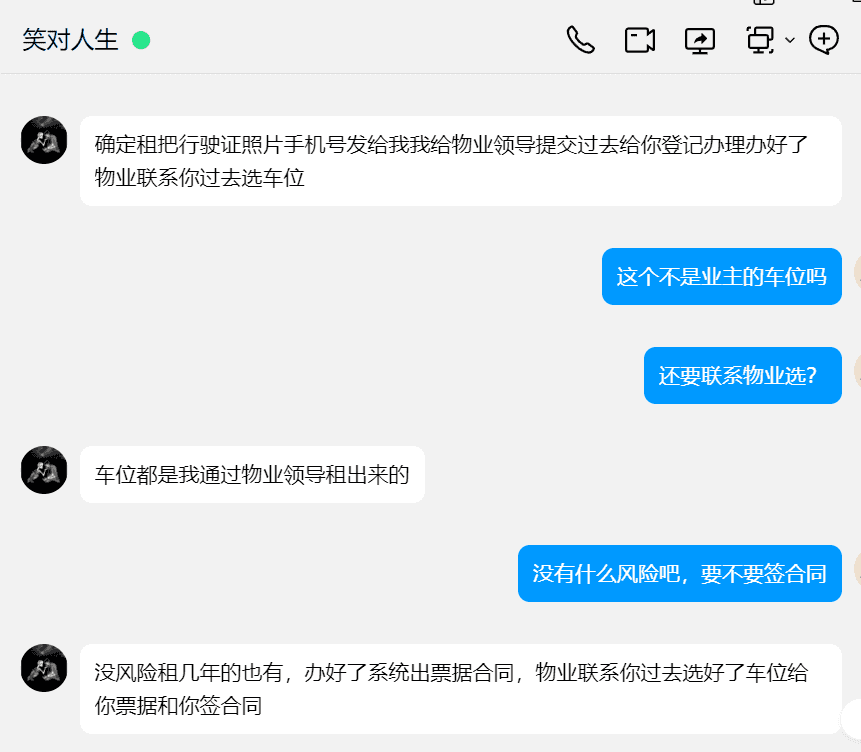 笑对人生
确定租把行驶证照片手机号发给我我给物业领导提交过去给你登记办理办好了
物业联系你过去选车位
这个不是业主的车位吗
还要联系物业选?
车位都是我通过物业领导租出来的
没有什么风险吧，要不要签合同
没风险租几年的也有，办好了系统出票据合同，物业联系你过去选好了车位给
你票据和你签合同